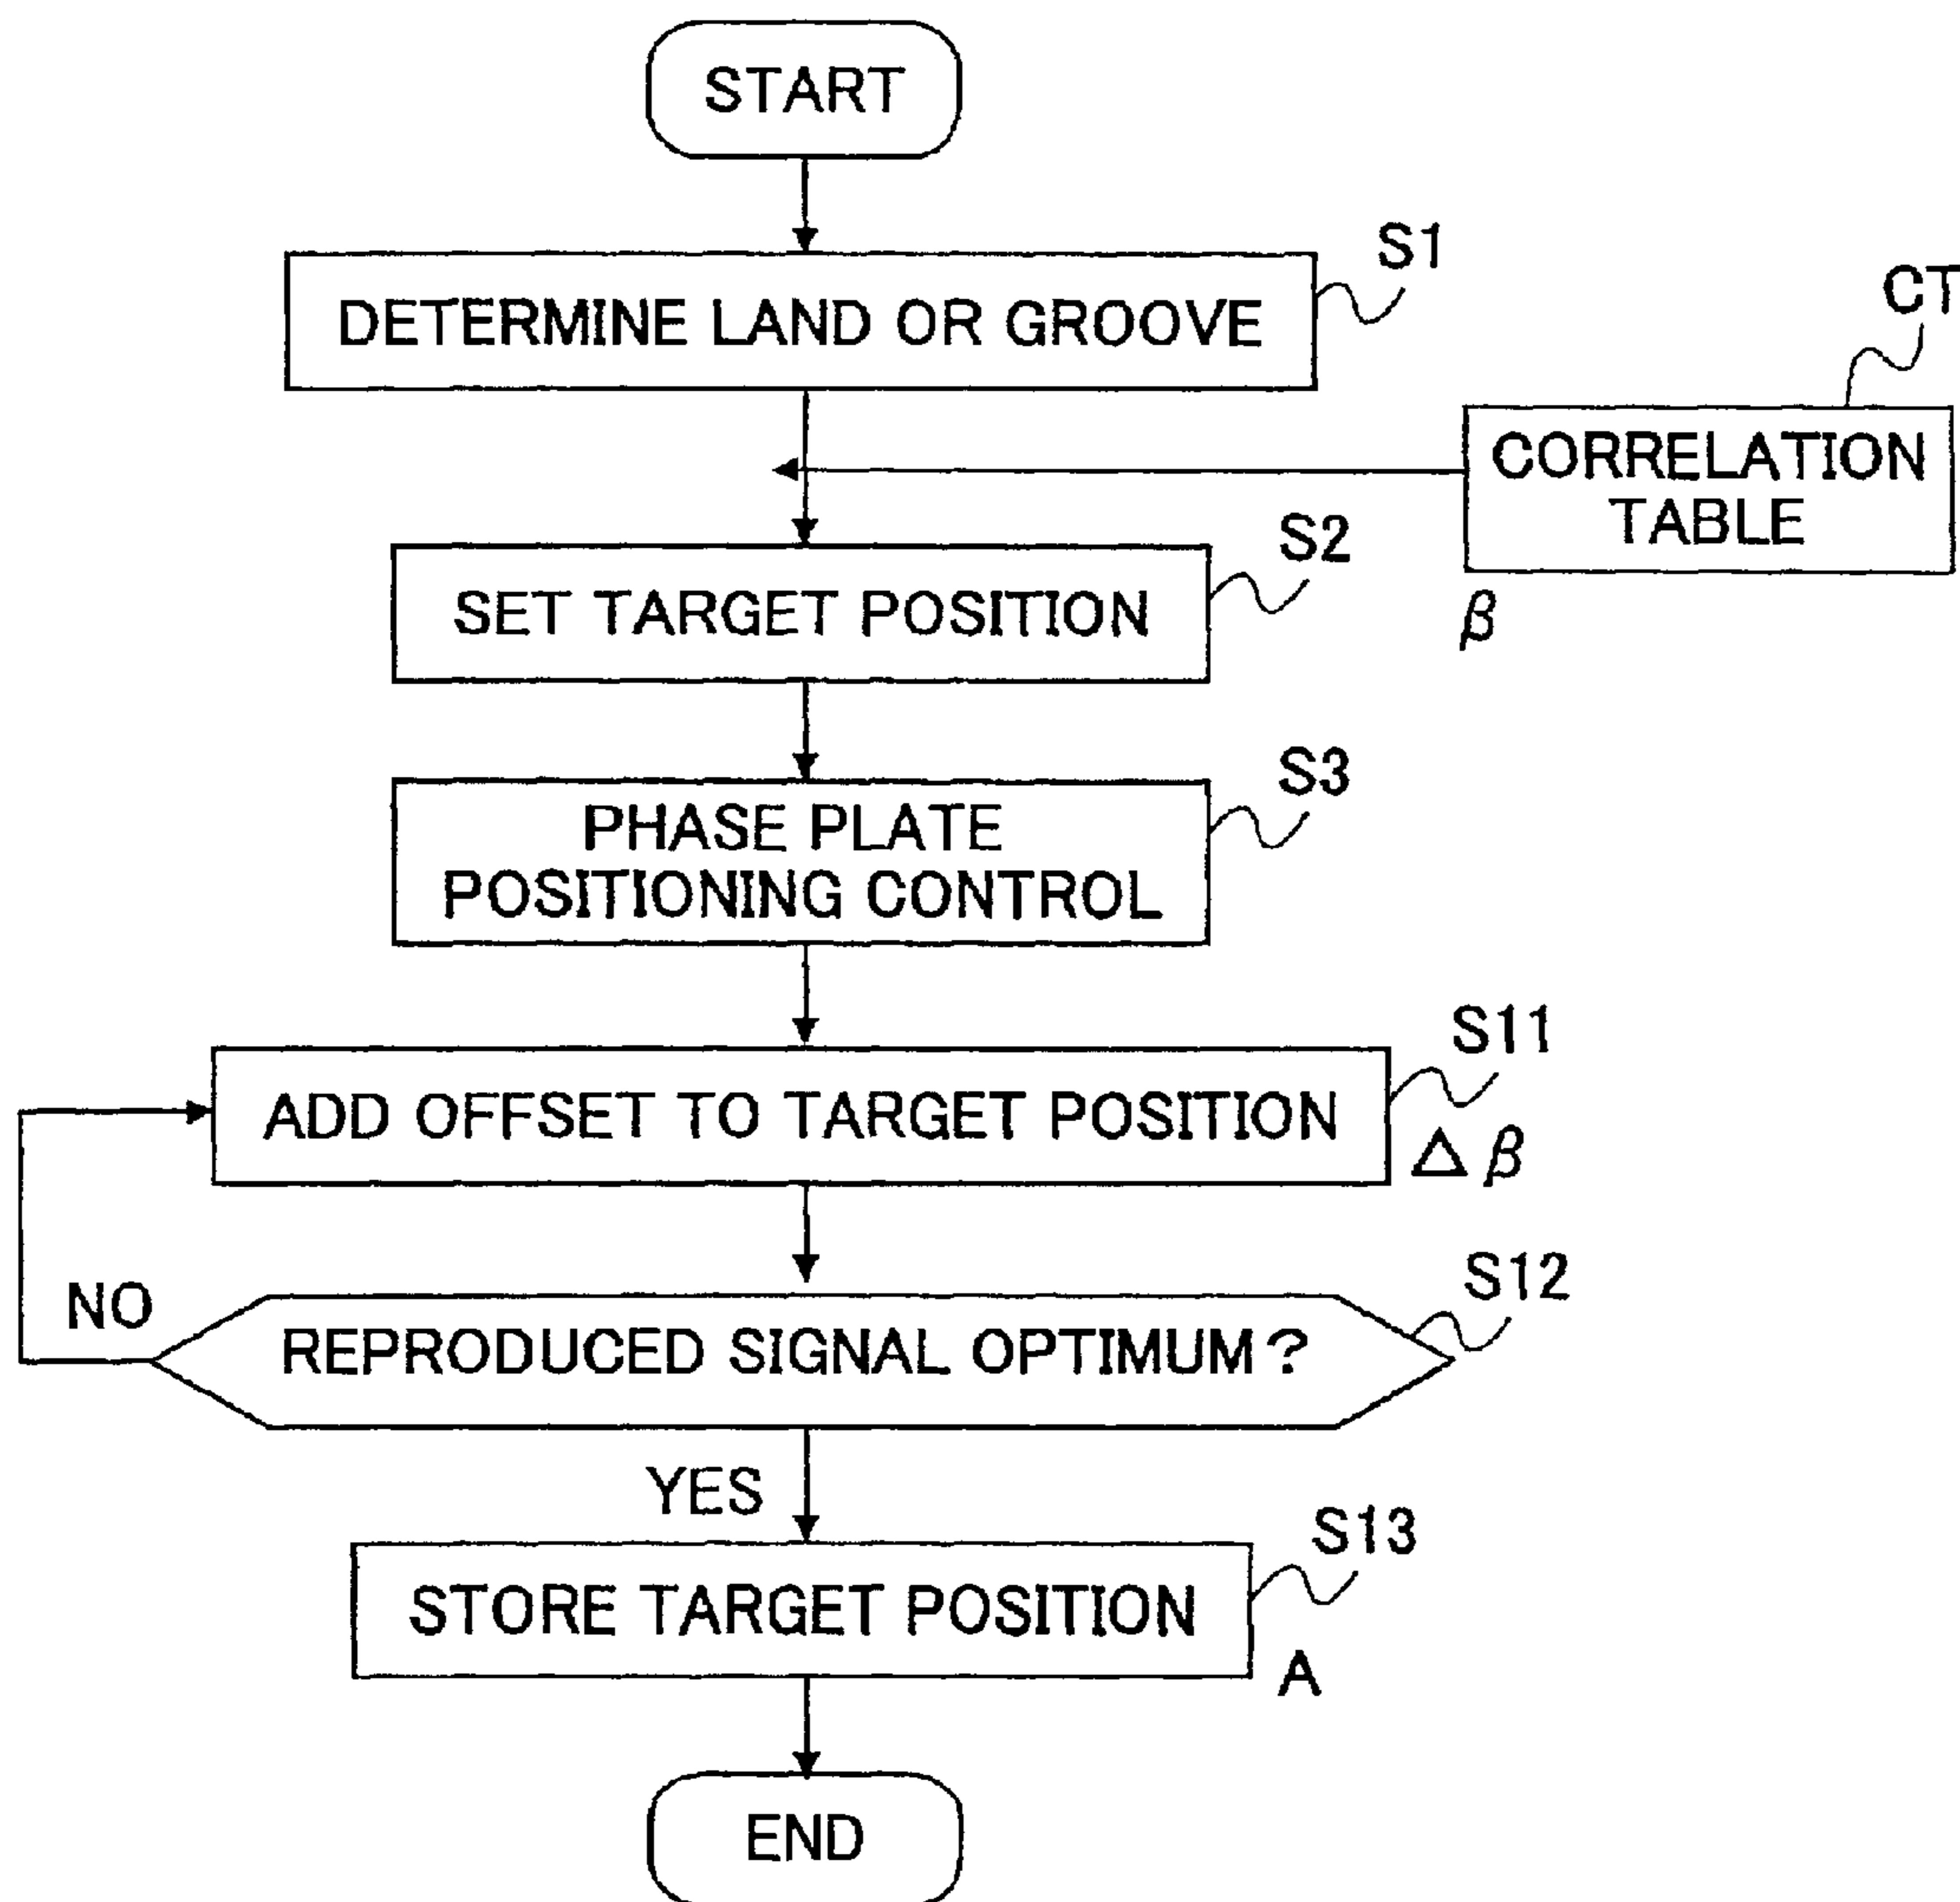 START
S1
DETERMINE LAND OR GROOVE
CT
CORRELATION
TABLE
β
S2
SET TARGET POSITION
S3
PHASE PLATE
POSITIONING CONTROL
S11
ADD OFFSET TO TARGET POSITION
Δβ
S12
NO
REPRODUCED SIGNAL OPTIMUM?
YES
S13
STORE TARGET POSITION
A
END